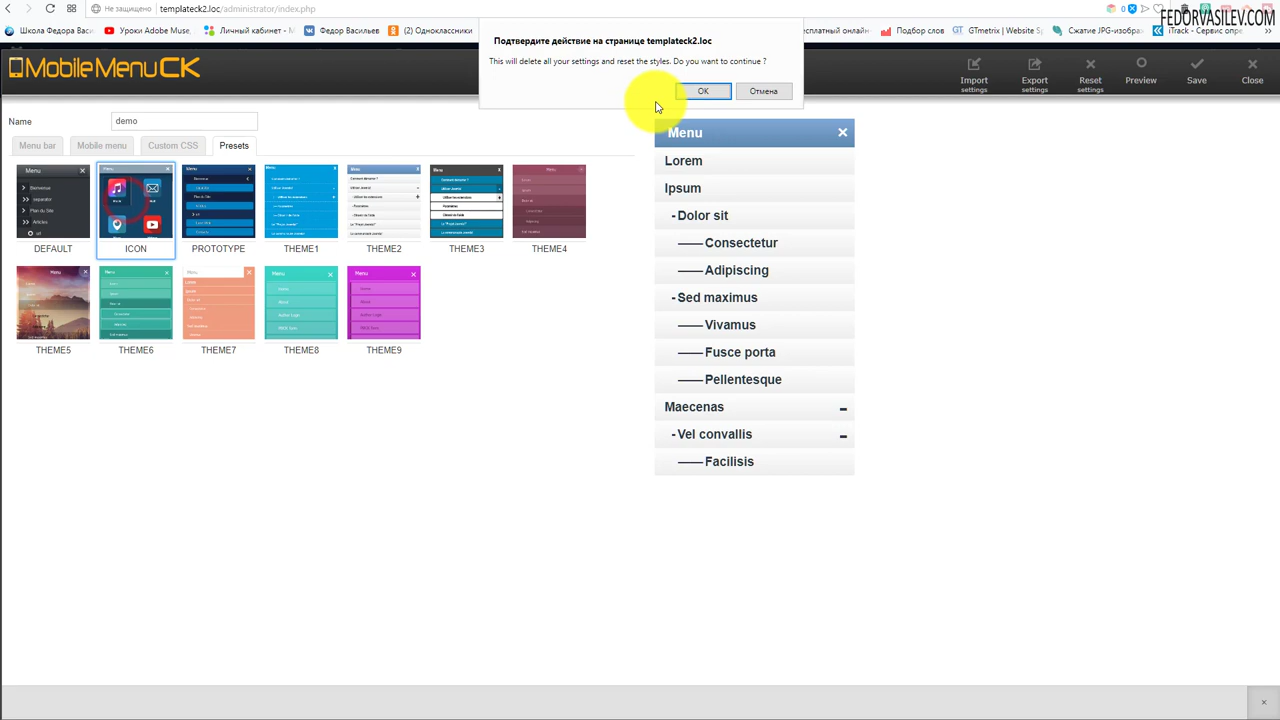 templateck2.loc/administrator/index.php
Не защищено
FEDORVASILEV.COM
Школа Федора Васи
Уроки Adobe Muse,
Личный кабинет - М
Федор Васильев
(2) Одноклассники
Подбор слов
GTmetrix | Website S
Сжатие JPG-изображ
iTrack - Сервис опре
Подтвердите действие на странице templateck2.loc
This will delete all your settings and reset the styles. Do you want to continue ?
OK
Отмена
MobileMenuCK
Import settings
Export settings
Reset settings
Preview
Save
Close
Name
demo
Menu bar
Mobile menu
Custom CSS
Presets
DEFAULT
ICON
PROTOTYPE
THEME1
THEME2
THEME3
THEME4
THEME5
THEME6
THEME7
THEME8
THEME9
Menu
Lorem
Ipsum
- Dolor sit
Consectetur
Adipiscing
- Sed maximus
Vivamus
Fusce porta
Pellentesque
Maecenas
- Vel convallis
Facilisis